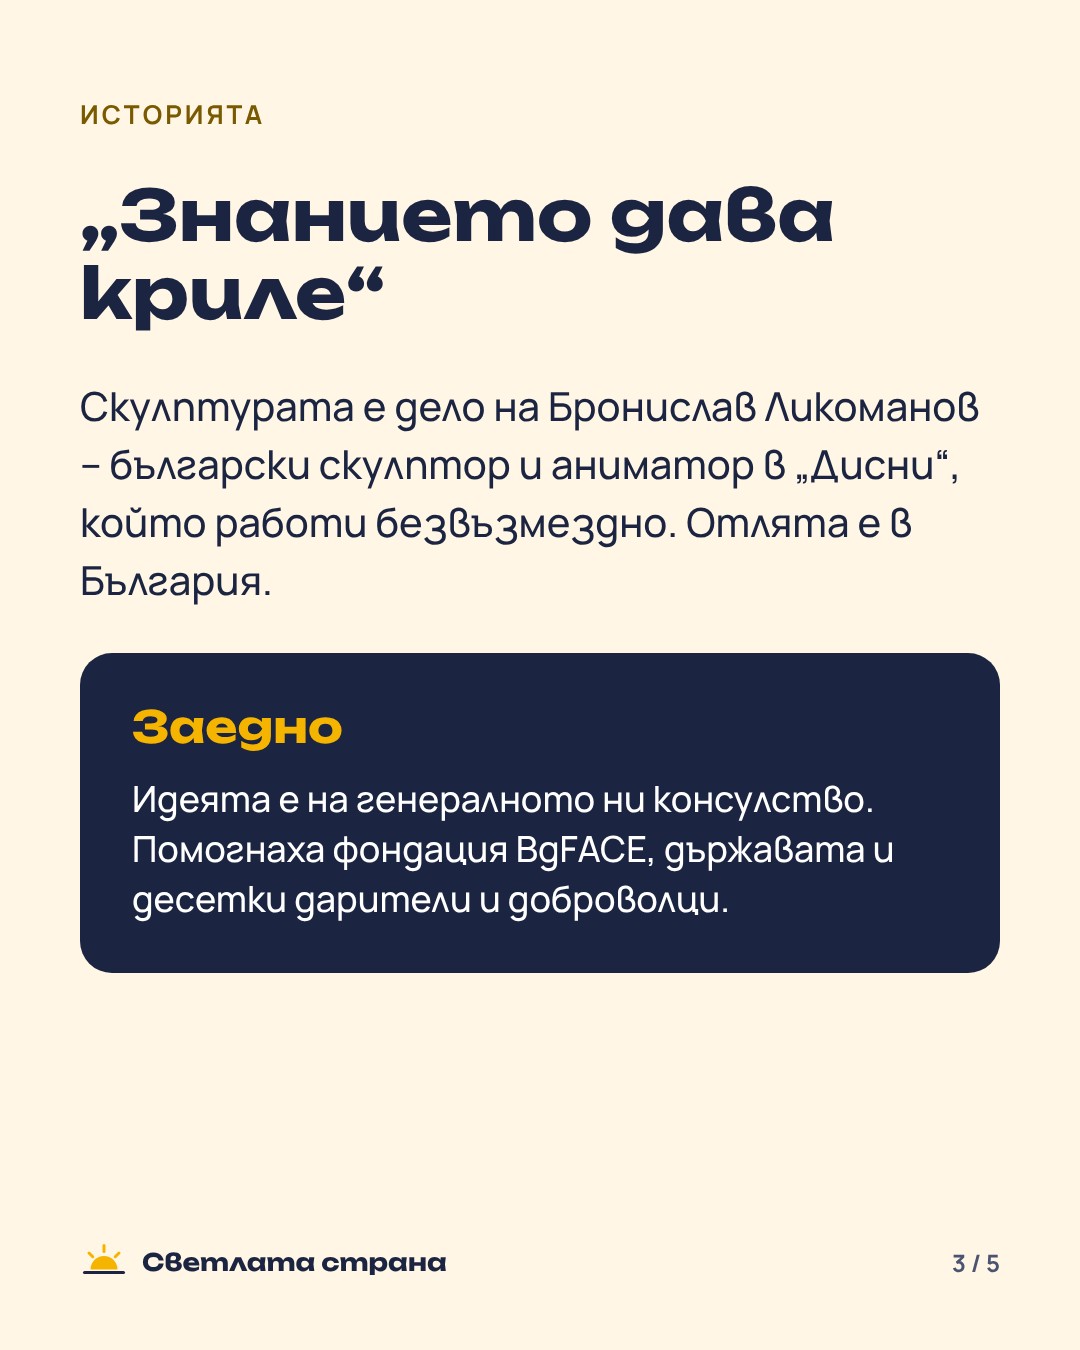 ИСТОРИЯТА
„Знанието дава
криле“
Скулптурата е дело на Бронислав Ликоманов
– български скулптор и аниматор в „Дисни“,
който работи безвъзмездно. Отлята е в
България.
Заедно
Идеята е на генералното ни консулство.
Помогнаха фондация BgFACE, държавата и
десетки дарители и доброволци.
Светлата страна
3 / 5